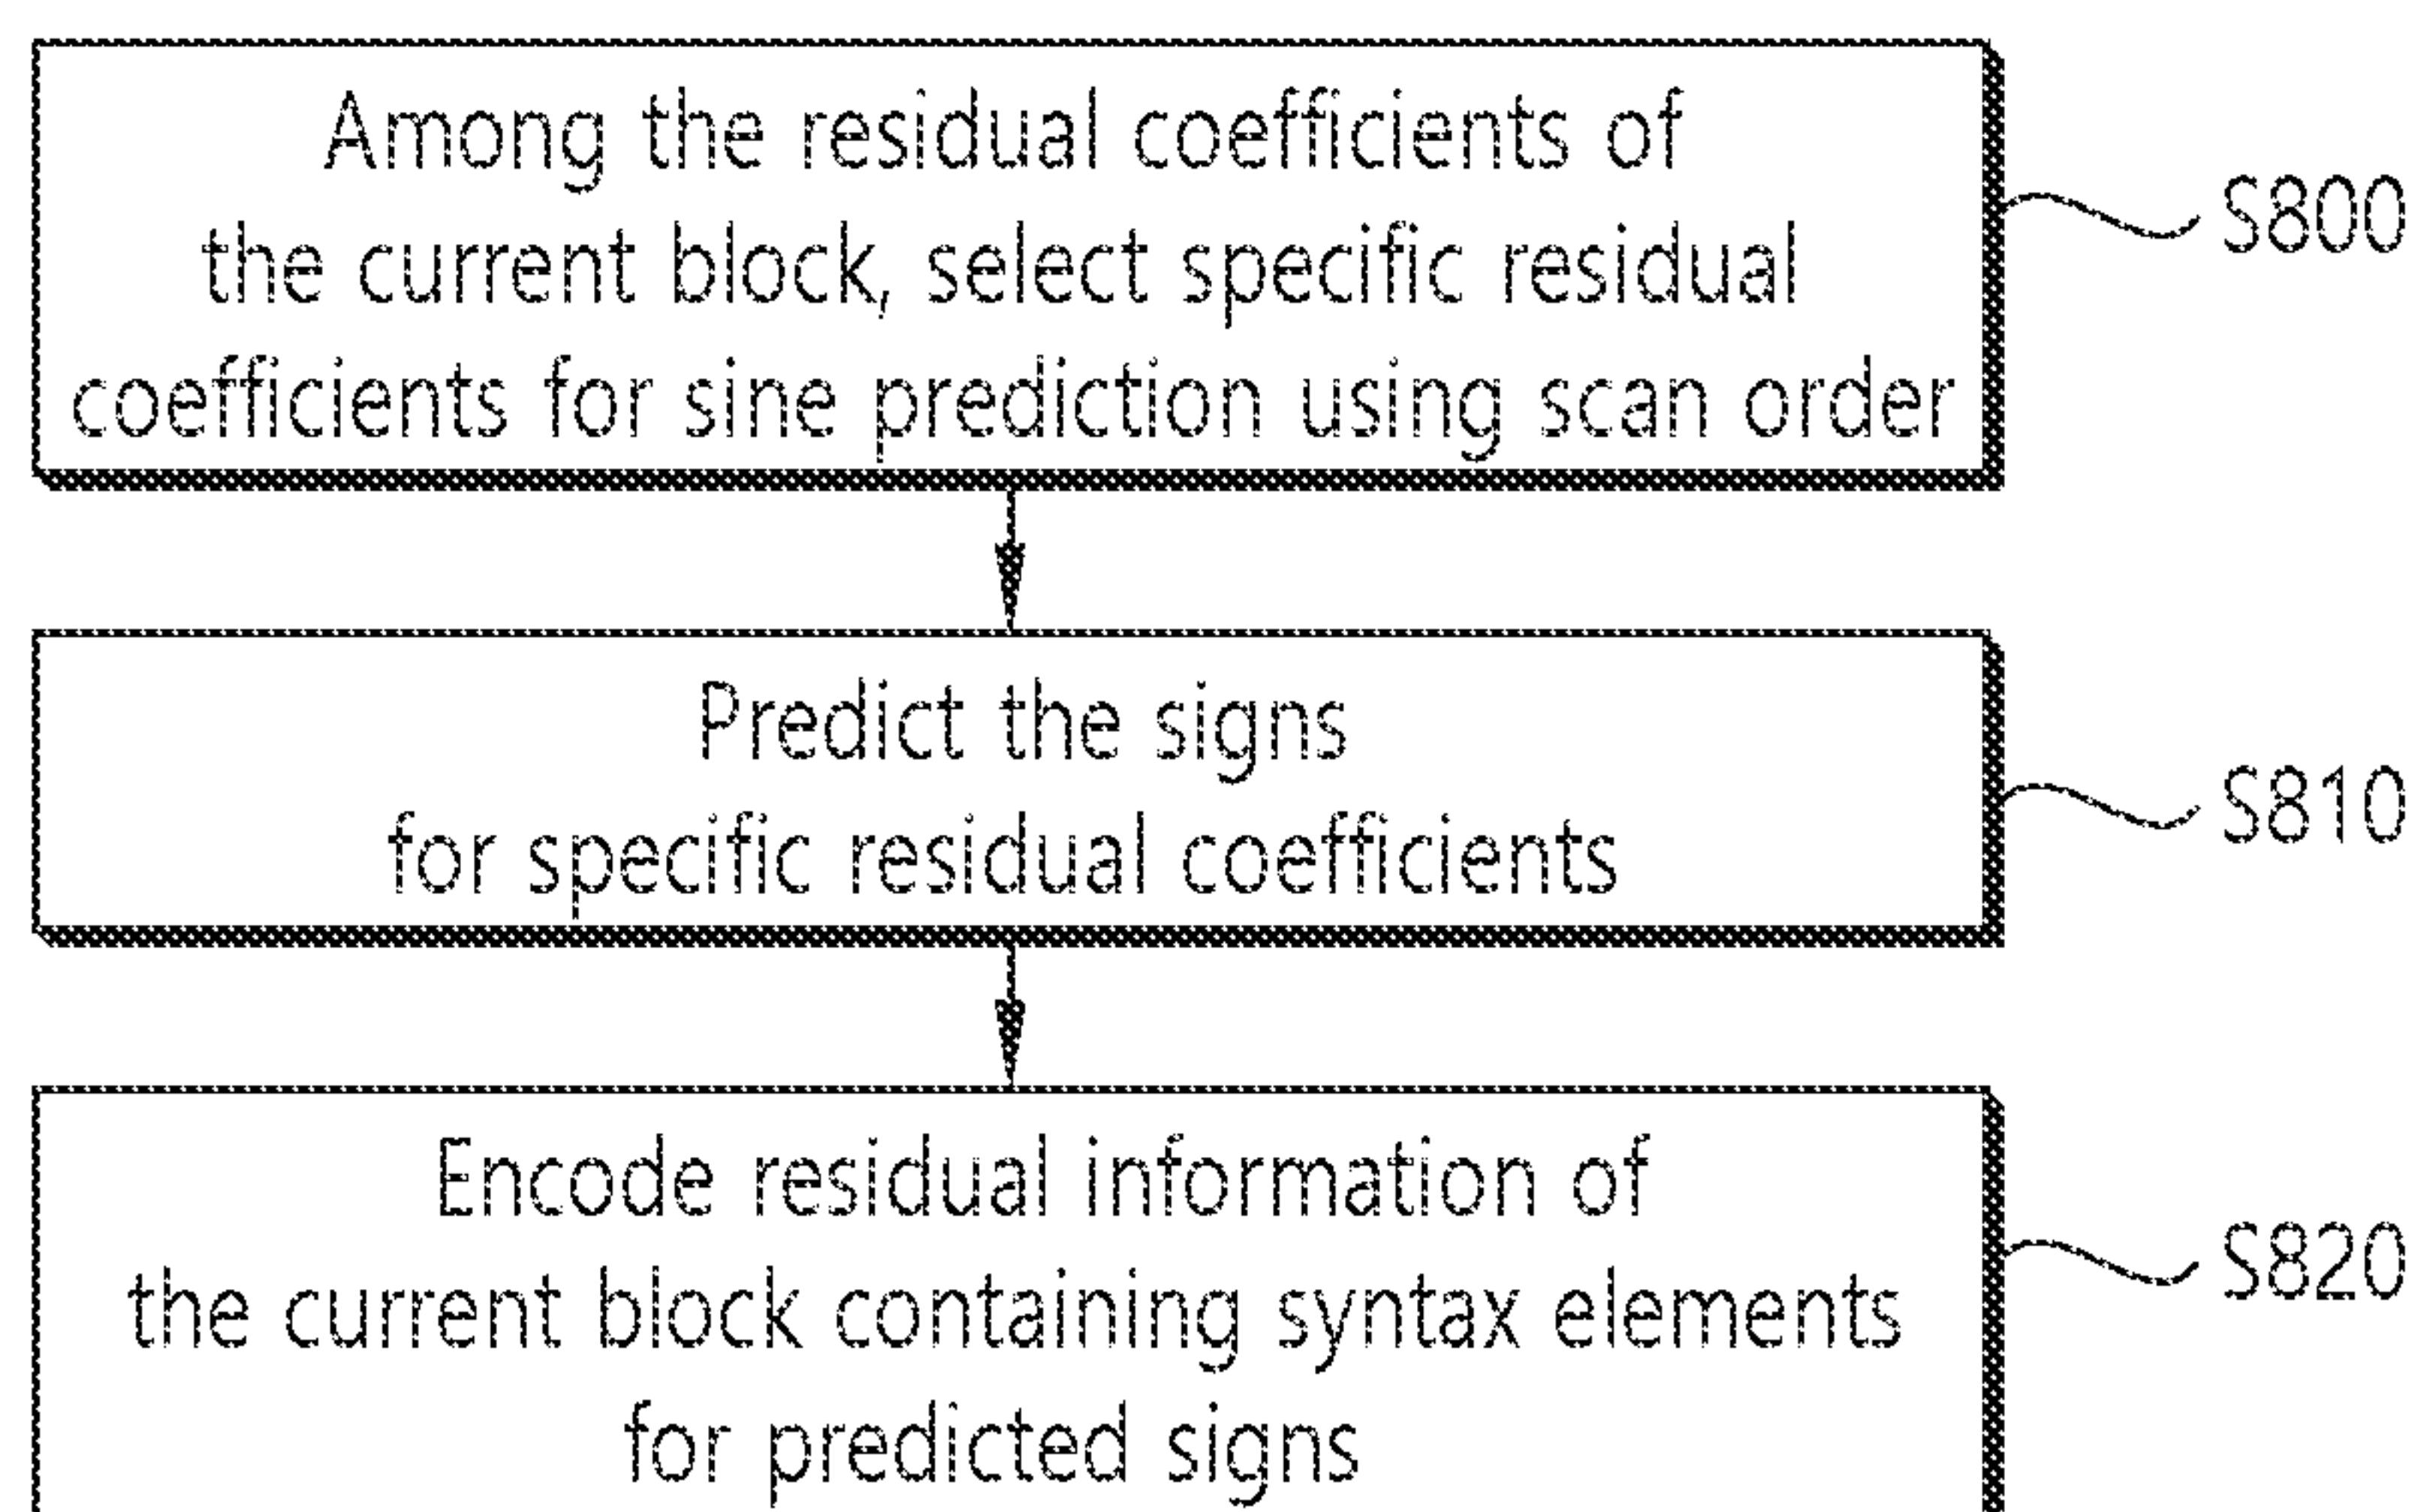 Among the residual coefficients of
the current block, select specific residual
coefficients for sine prediction using scan order
S800
Predict the signs
for specific residual coefficients
S810
Encode residual information of
the current block containing syntax elements
for predicted signs
S820